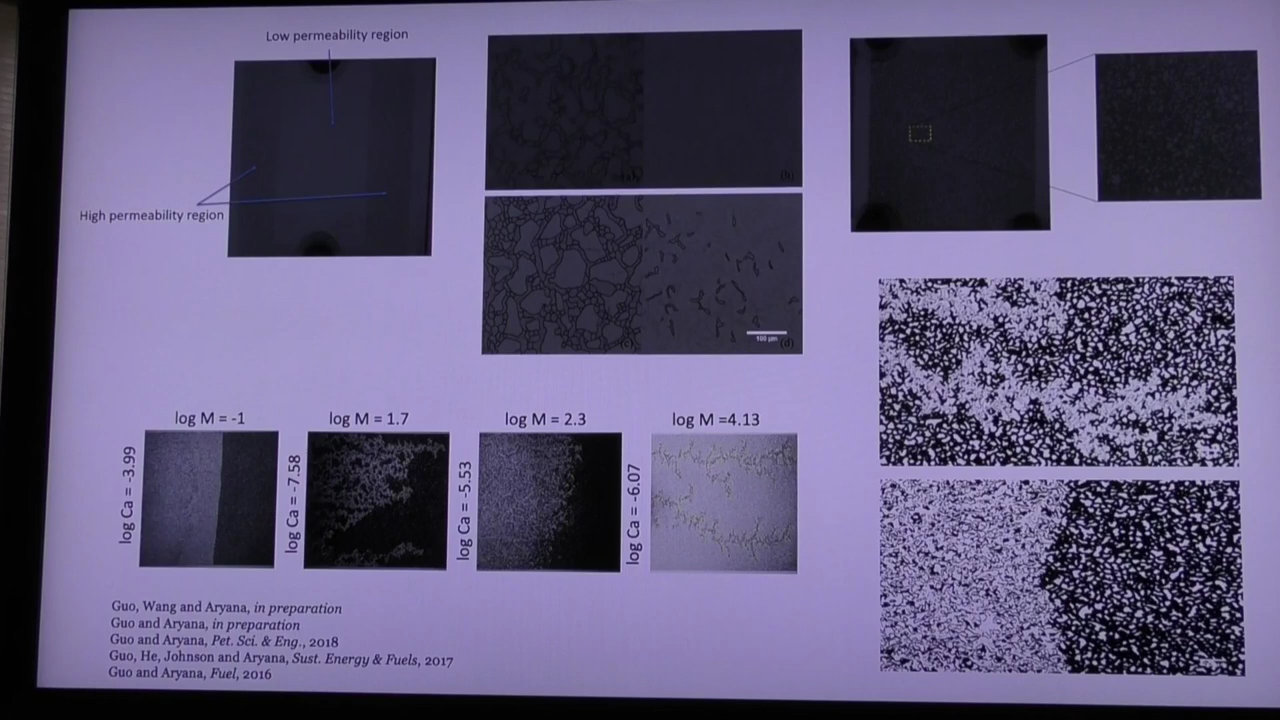 Low permeability region
High permeability region
(a)
(b)
(c)
100 µm
(d)
log M = -1
log M = 1.7
log M = 2.3
log M =4.13
log Ca = -3.99
log Ca = -7.58
log Ca = -5.53
log Ca = -6.07
Guo, Wang and Aryana, in preparation
Guo and Aryana, in preparation
Guo and Aryana, Pet. Sci. & Eng., 2018
Guo, He, Johnson and Aryana, Sust. Energy & Fuels, 2017
Guo and Aryana, Fuel, 2016